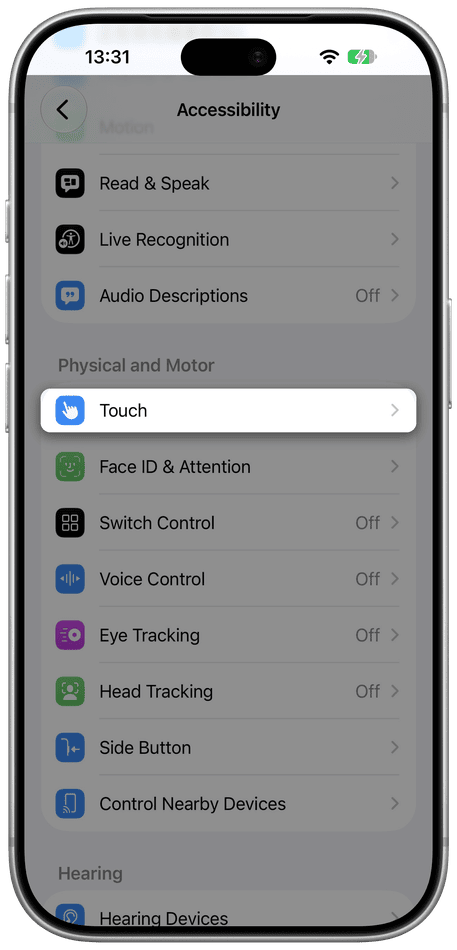 13:31
Accessibility
Motion
Read & Speak
Live Recognition
Audio Descriptions Off
Physical and Motor
Touch
Face ID & Attention
Switch Control Off
Voice Control Off
Eye Tracking Off
Head Tracking Off
Side Button
Control Nearby Devices
Hearing
Hearing Devices